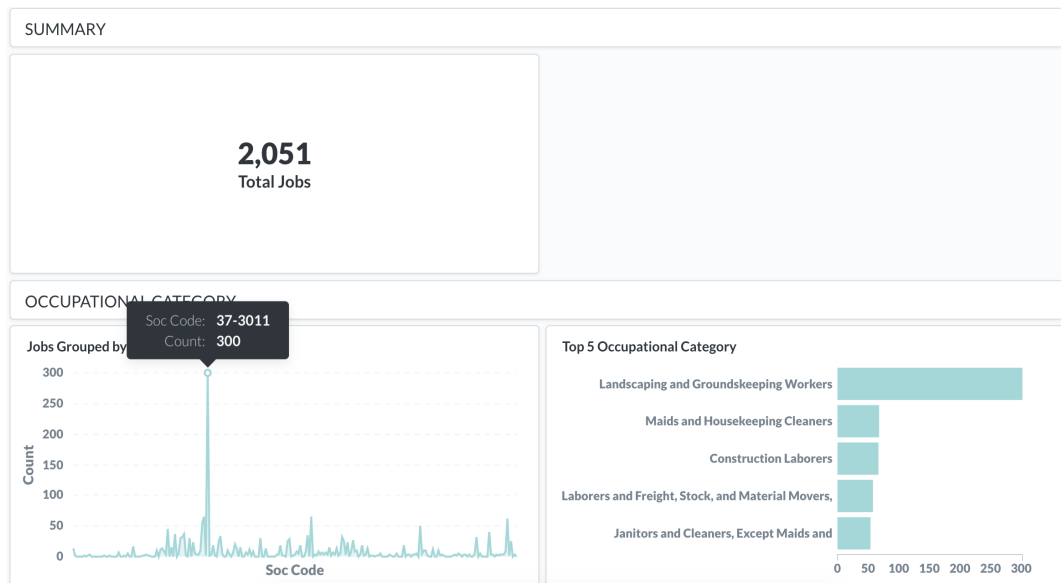 SUMMARY
2,051
Total Jobs
OCCUPATIONAL CATEGORY
Soc Code: 37-3011
Count: 300
Jobs Grouped by
300
250
200
150
100
50
0
Count
Soc Code
Top 5 Occupational Category
Landscaping and Groundskeeping Workers
Maids and Housekeeping Cleaners
Construction Laborers
Laborers and Freight, Stock, and Material Movers,
Janitors and Cleaners, Except Maids and
0 50 100 150 200 250 300